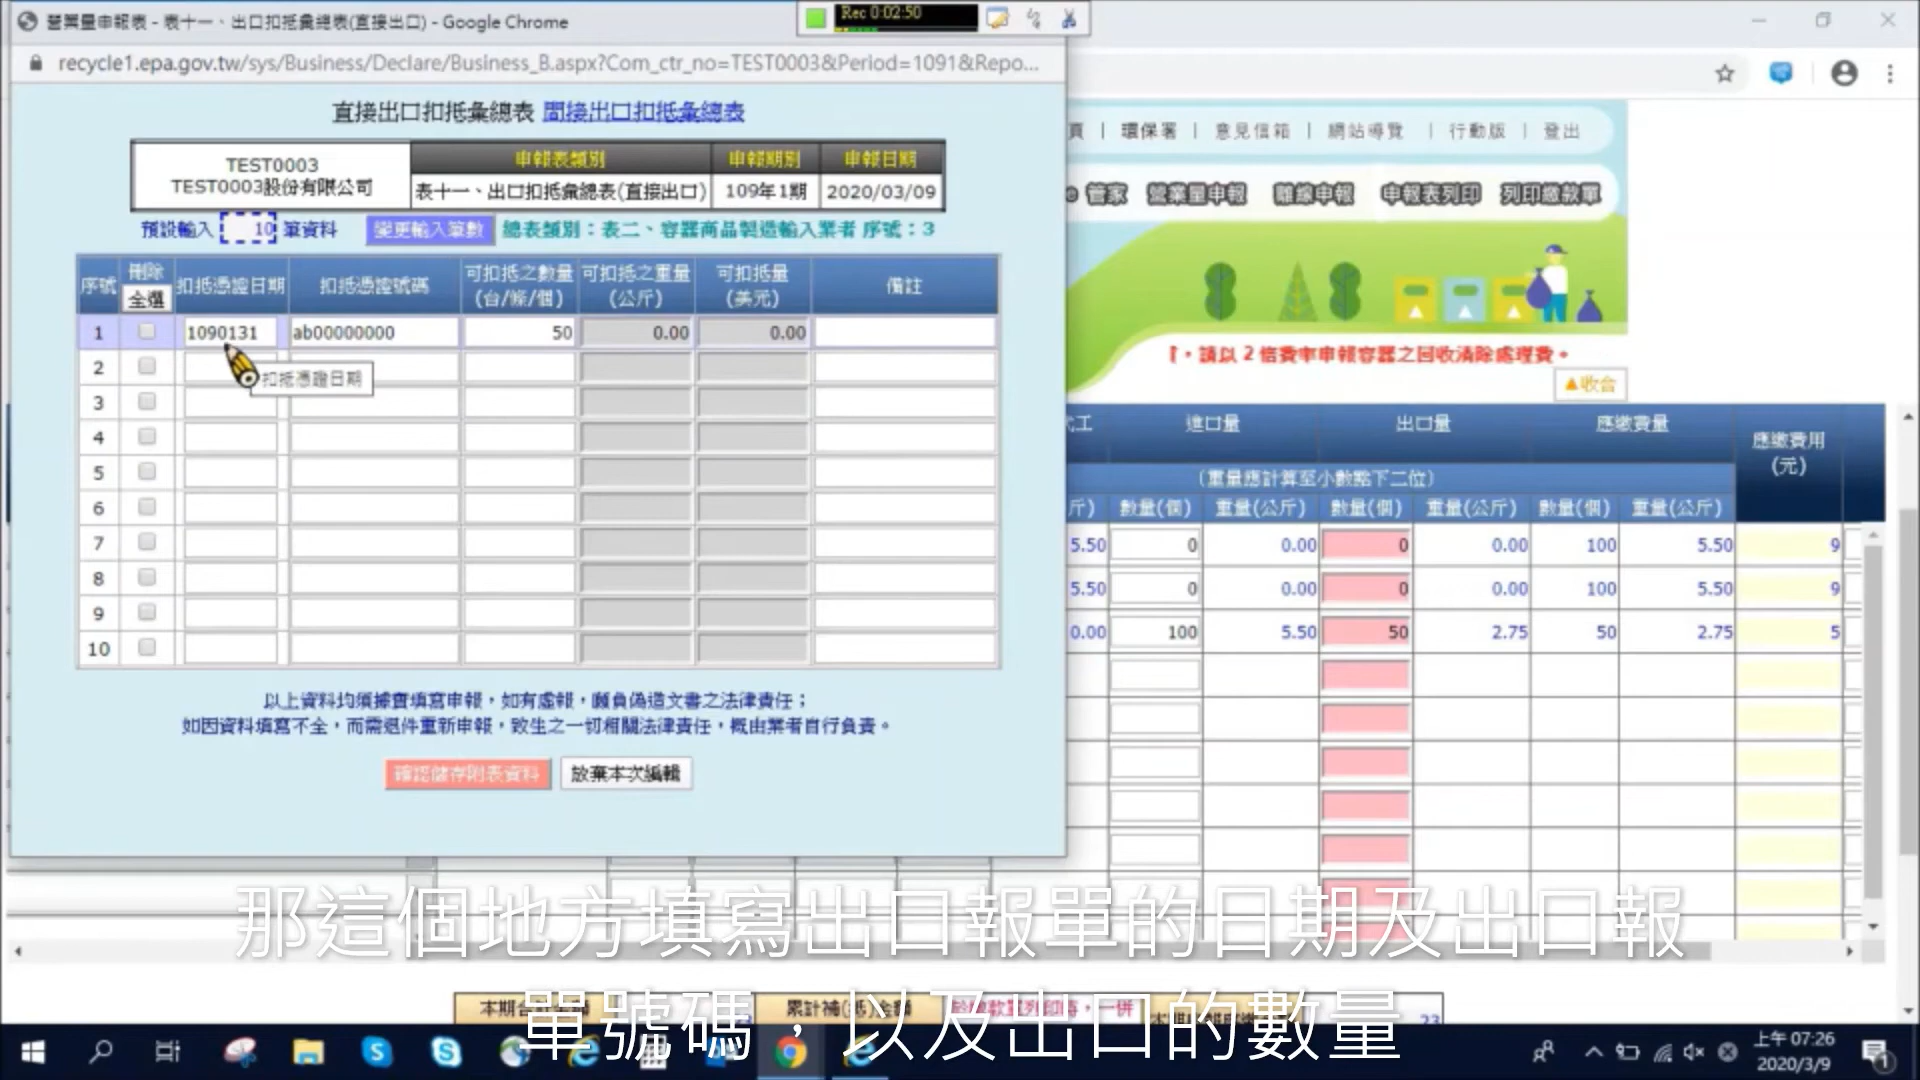 營業量申報表 - 表十一、出口扣抵彙總表(直接出口) - Google Chrome
Rec 0:02:50
recycle1.epa.gov.tw/sys/Business/Declare/Business_B.aspx?Com_ctr_no=TEST0003&Period=1091&Repo...
直接出口扣抵彙總表 間接出口扣抵彙總表
頁 | 環保署 | 意見信箱 | 網站導覽 | 行動版 | 登出
TEST0003
TEST0003股份有限公司
申報表類別 申報期別 申報日期
表十一、出口扣抵彙總表(直接出口) 109年1期 2020/03/09
管家 營業量申報 離線申報 申報表列印 列印繳款單
預設輸入 10 筆資料 變更輸入筆數 總表類別：表二、容器商品製造輸入業者 序號：3
序號 刪除 全選 扣抵憑證日期 扣抵憑證號碼 可扣抵之數量(台/條/個) 可扣抵之重量(公斤) 可扣抵量(美元) 備註
1 1090131 ab00000000 50 0.00 0.00
扣抵憑證日期
2
3
4
5
6
7
8
9
10
，請以 2 倍費率申報容器之回收清除處理費。
▲收合
代工 進口量 出口量 應繳費量 應繳費用(元)
(重量應計算至小數點下二位)
斤) 數量(個) 重量(公斤) 數量(個) 重量(公斤) 數量(個) 重量(公斤)
5.50 0 0.00 0 0.00 100 5.50 9
5.50 0 0.00 0 0.00 100 5.50 9
0.00 100 5.50 50 2.75 50 2.75 5
以上資料均須據實填寫申報，如有虛報，願負偽造文書之法律責任；
如因資料填寫不全，而需退件重新申報，致生之一切相關法律責任，概由業者自行負責。
確認儲存附表資料 放棄本次編輯
那這個地方填寫出口報單的日期及出口報
單號碼，以及出口的數量
23
上午 07:26
2020/3/9
1